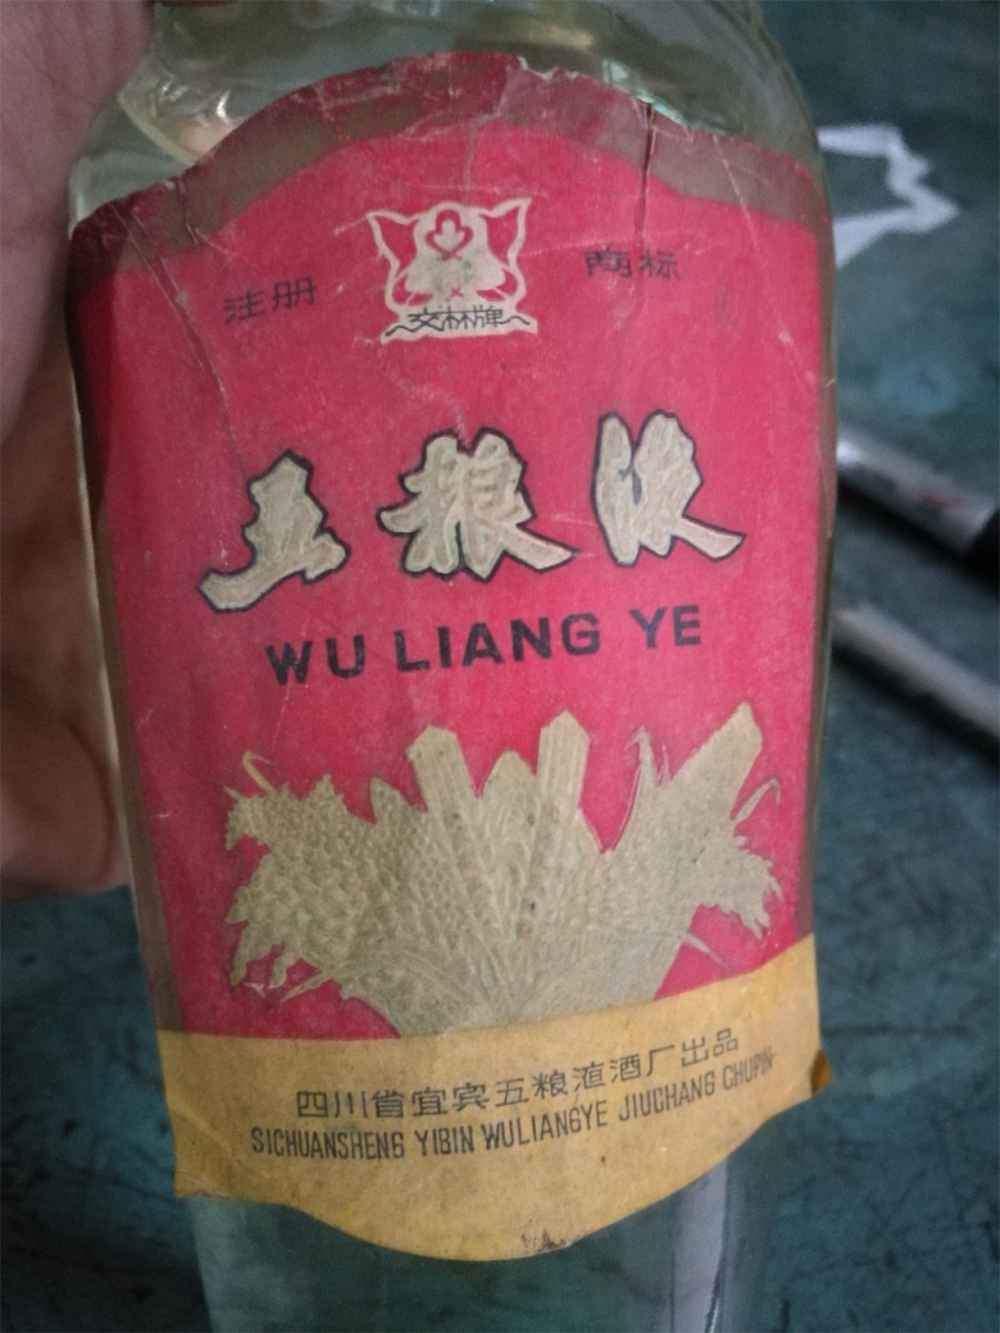 注册 商标
交杯牌
五粮液
WU LIANG YE
四川省宜宾五粮液酒厂出品
SICHUANSHENG YIBIN WULIANGYE JIUCHANG CHUPIN